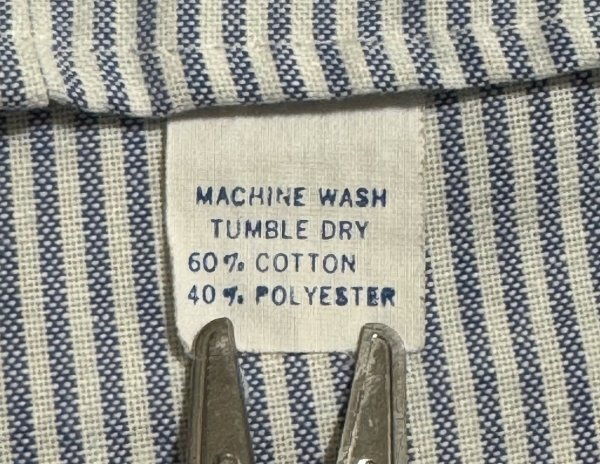 MACHINE WASH
TUMBLE DRY
60% COTTON
40% POLYESTER